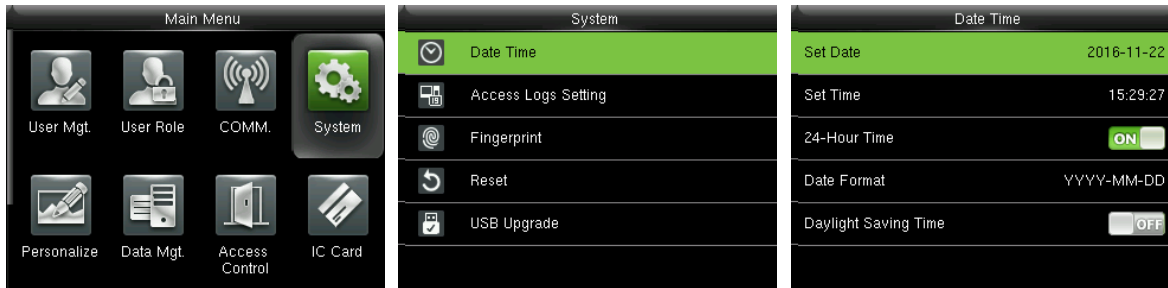 Main Menu
User Mgt.
User Role
COMM.
System
Personalize
Data Mgt.
Access
Control
IC Card
System
Date Time
Access Logs Setting
Fingerprint
Reset
USB Upgrade
Date Time
Set Date 2016-11-22
Set Time 15:29:27
24-Hour Time ON
Date Format YYYY-MM-DD
Daylight Saving Time OFF